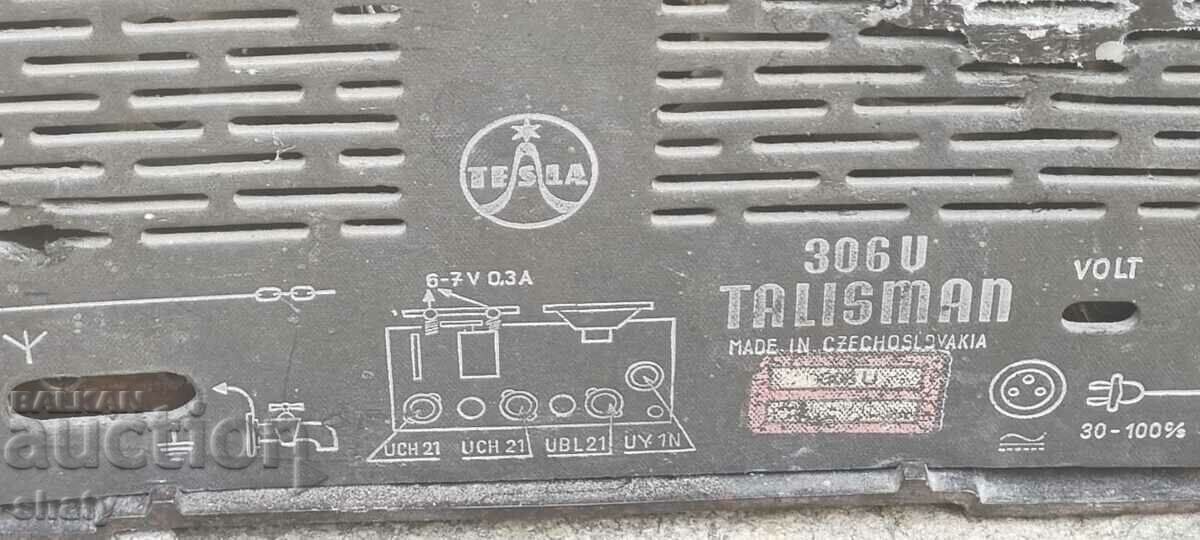 TESLA
306U
TALISMAN
MADE IN CZECHOSLOVAKIA
VOLT
6-7V 0,3A
UCH 21 UCH 21 UBL 21 UY 1N
30-100%
BALKAN
auction
shaty